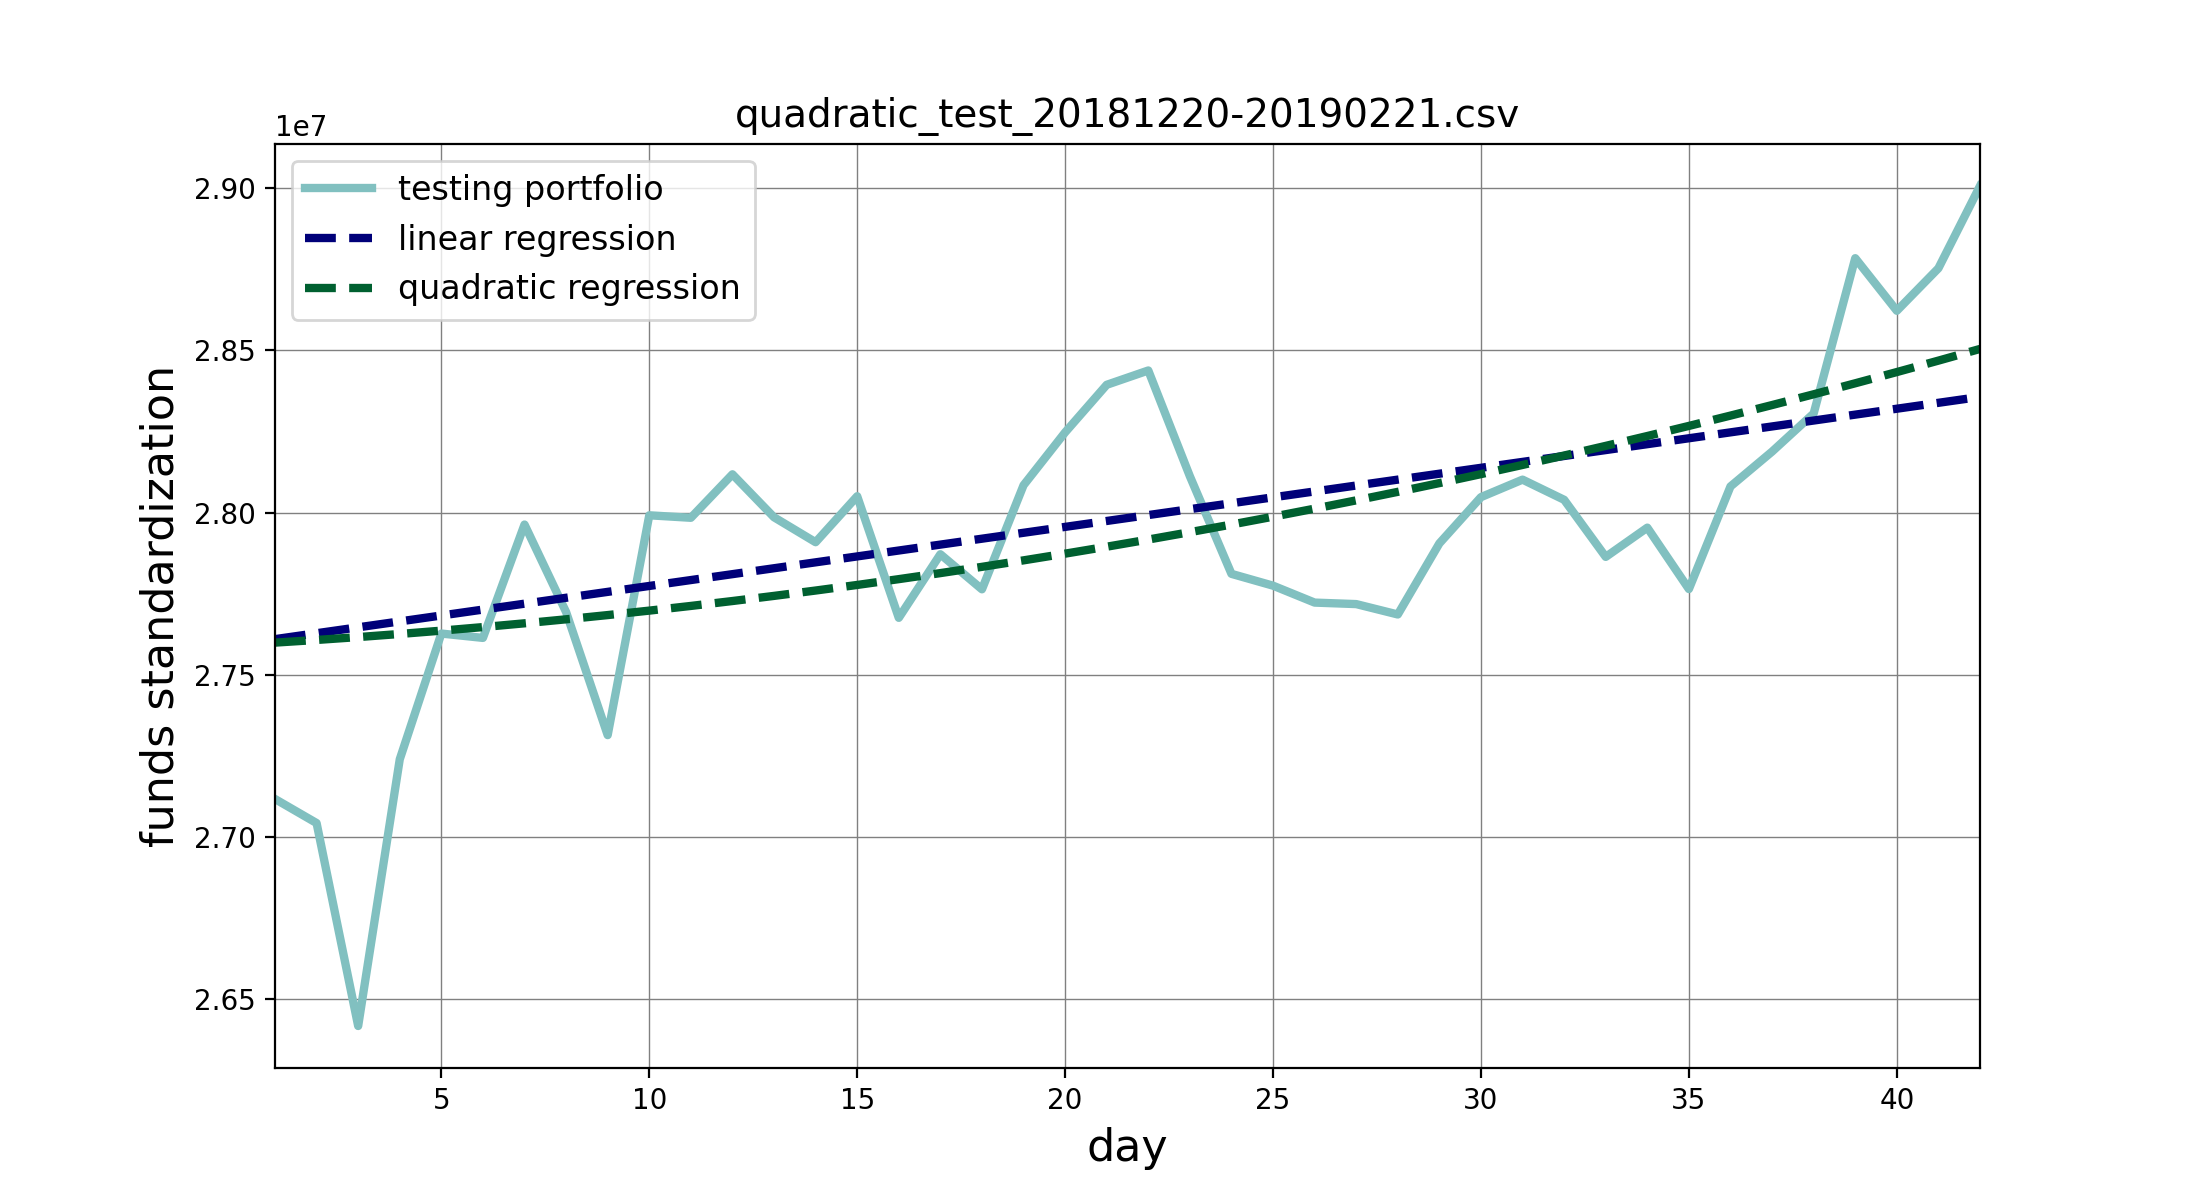 quadratic_test_20181220-20190221.csv
1e7
testing portfolio
linear regression
quadratic regression
2.90
2.85
2.80
2.75
2.70
2.65
funds standardization
5 10 15 20 25 30 35 40
day